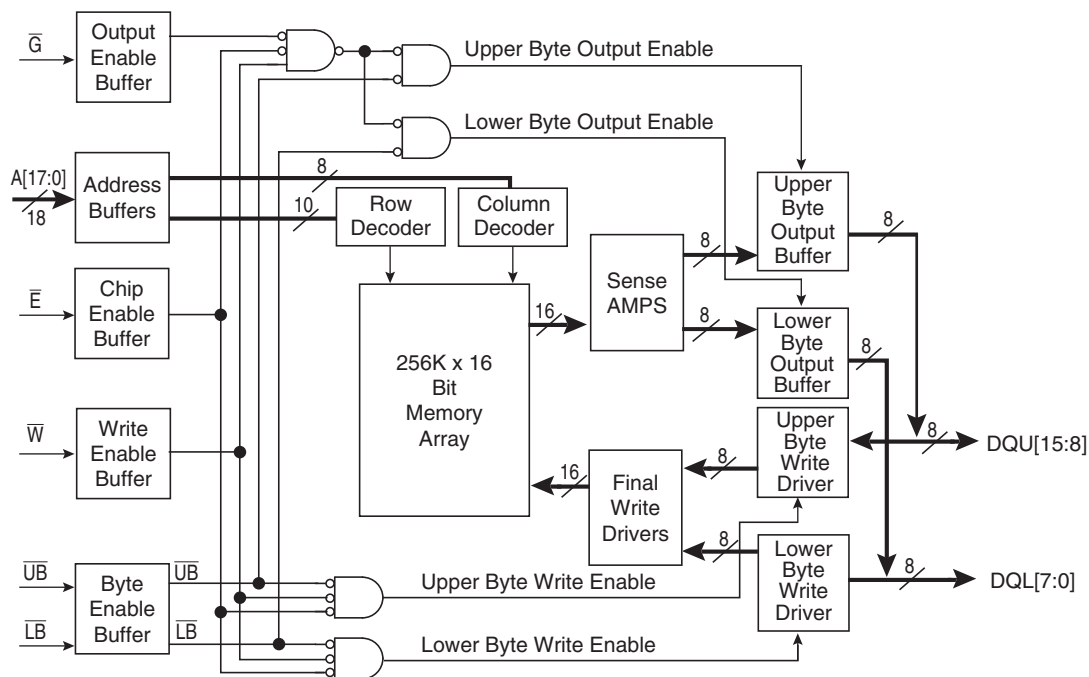 G̅
Output
Enable
Buffer
Upper Byte Output Enable
Lower Byte Output Enable
A[17:0]
18
Address
Buffers
8
10
Row
Decoder
Column
Decoder
Upper
Byte
Output
Buffer
8
8
E̅
Chip
Enable
Buffer
256K x 16
Bit
Memory
Array
16
Sense
AMPS
8
Lower
Byte
Output
Buffer
8
W̅
Write
Enable
Buffer
16
Final
Write
Drivers
8
Upper
Byte
Write
Driver
8
DQU[15:8]
8
Lower
Byte
Write
Driver
8
DQL[7:0]
U̅B̅
L̅B̅
Byte
Enable
Buffer
U̅B̅
L̅B̅
Upper Byte Write Enable
Lower Byte Write Enable